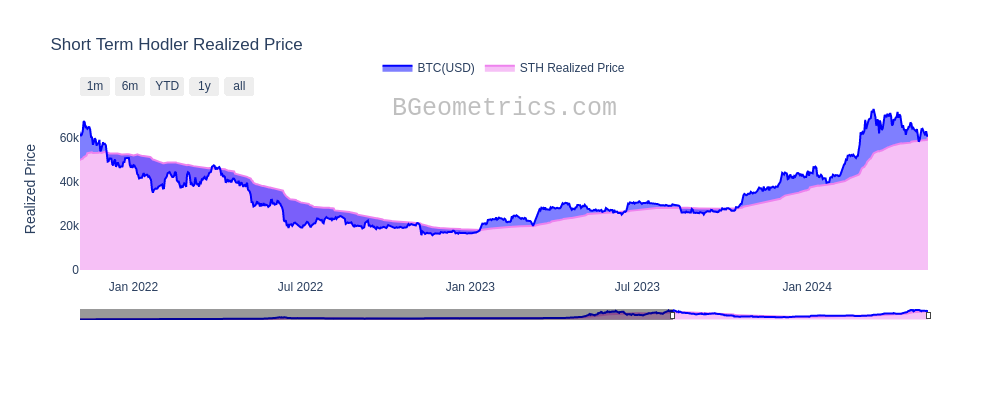 Short Term Hodler Realized Price
BTC(USD) STH Realized Price
1m 6m YTD 1y all
BGeometrics.com
Realized Price
60k
40k
20k
0
Jan 2022 Jul 2022 Jan 2023 Jul 2023 Jan 2024